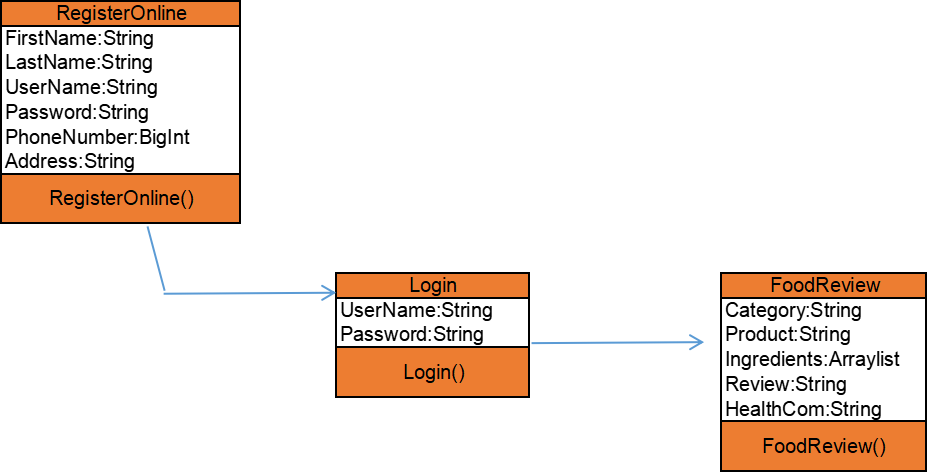 RegisterOnline
FirstName:String
LastName:String
UserName:String
Password:String
PhoneNumber:BigInt
Address:String
RegisterOnline()
Login
UserName:String
Password:String
Login()
FoodReview
Category:String
Product:String
Ingredients:Arraylist
Review:String
HealthCom:String
FoodReview()